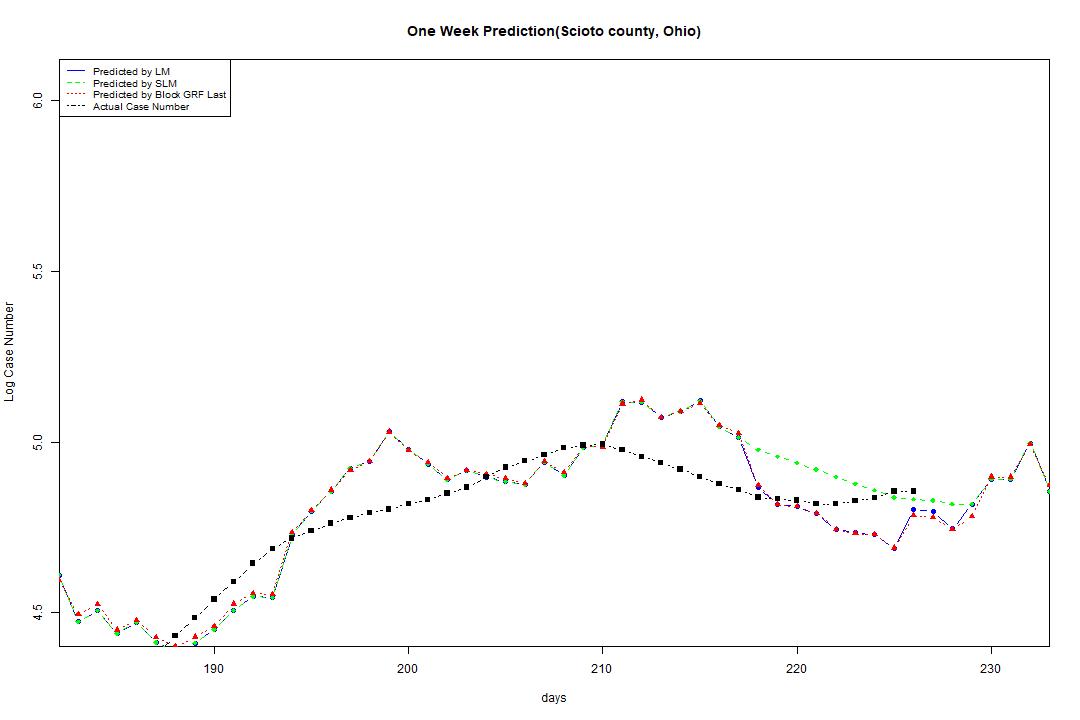 One Week Prediction(Scioto county, Ohio)
Predicted by LM
Predicted by SLM
Predicted by Block GRF Last
Actual Case Number
6.0
5.5
5.0
4.5
Log Case Number
190 200 210 220 230
days